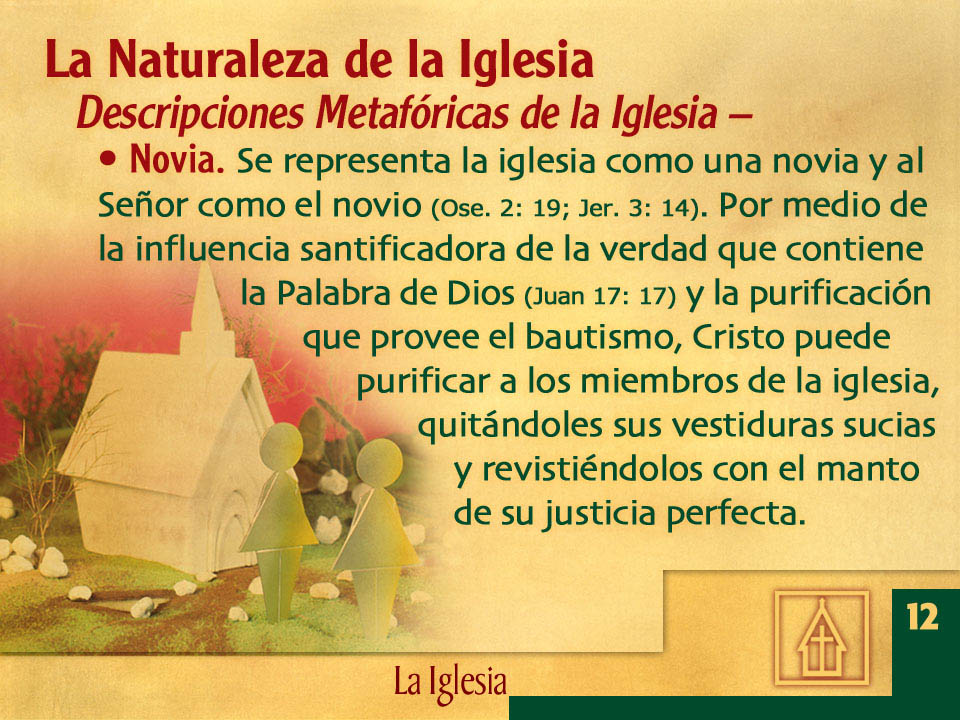 La Naturaleza de la Iglesia
Descripciones Metafóricas de la Iglesia –
• Novia. Se representa la iglesia como una novia y al
Señor como el novio (Ose. 2: 19; Jer. 3: 14). Por medio de
la influencia santificadora de la verdad que contiene
la Palabra de Dios (Juan 17: 17) y la purificación
que provee el bautismo, Cristo puede
purificar a los miembros de la iglesia,
quitándoles sus vestiduras sucias
y revistiéndolos con el manto
de su justicia perfecta.
12
La Iglesia